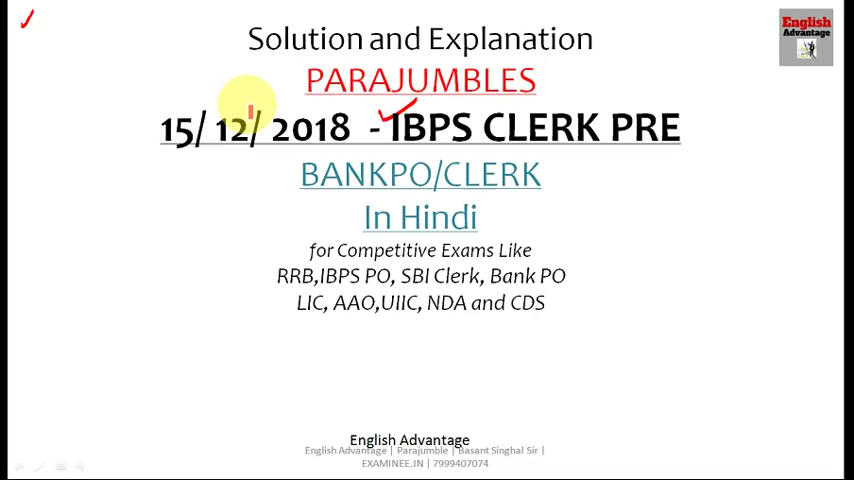 English
Advantage
Solution and Explanation
PARAJUMBLES
15/ 12/ 2018 - IBPS CLERK PRE
BANKPO/CLERK
In Hindi
for Competitive Exams Like
RRB,IBPS PO, SBI Clerk, Bank PO
LIC, AAO,UIIC, NDA and CDS
English Advantage
English Advantage | Parajumble | Basant Singhal Sir |
EXAMINEE.IN | 7999407074